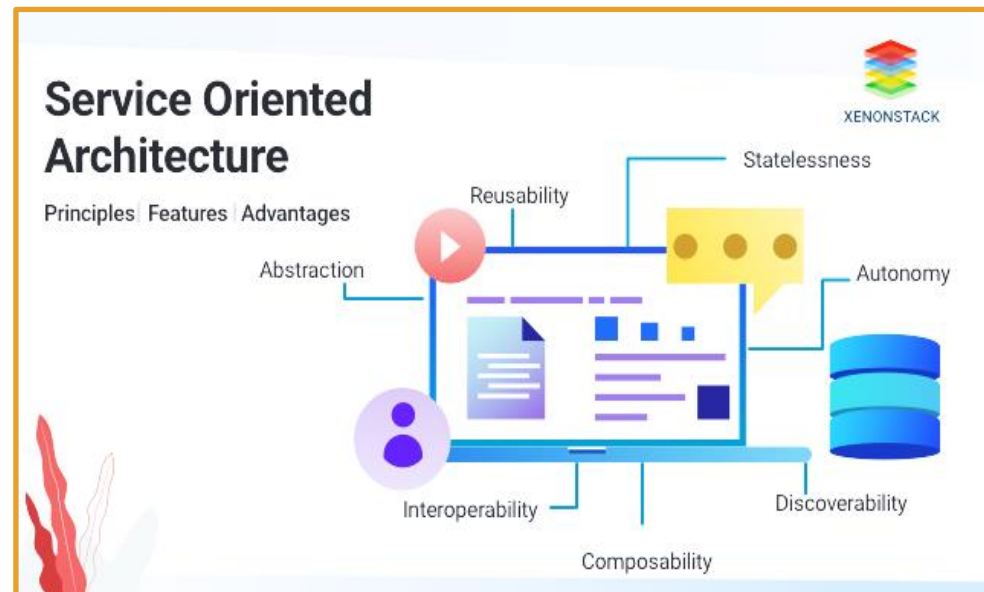 Service Oriented
Architecture
Principles Features Advantages
XENONSTACK
Statelessness
Reusability
Abstraction
Autonomy
Interoperability
Discoverability
Composability